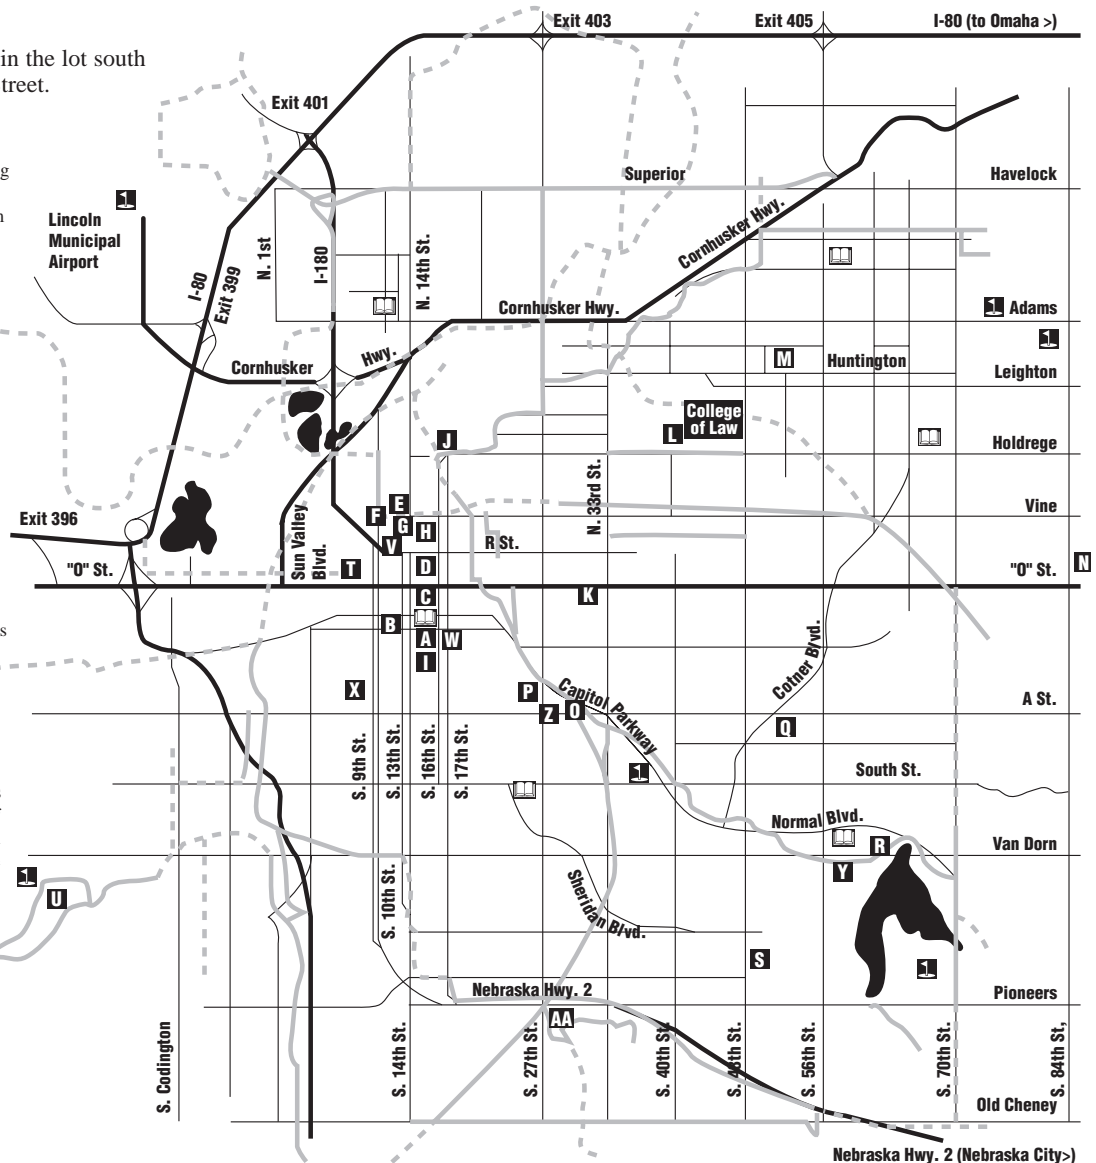 in the lot south
treet.
g
n
s
Exit 403
Exit 405
I-80 (to Omaha >)
Exit 401
Superior
Havelock
Lincoln
Municipal
Airport
N. 1st
I-180
N. 14th St.
Cornhusker Hwy.
I-80
Exit 399
Cornhusker Hwy.
Adams
Cornhusker
Hwy.
M
Huntington
Leighton
College
of Law
L
J
Holdrege
N. 33rd St.
E
F
G
H
Vine
Exit 396
Sun Valley
Blvd.
V
R St.
"O" St.
T
D
"O" St.
N
C
K
B
A
W
I
Cotner Blvd.
X
P
Capitol Parkway
Z
O
A St.
Q
S. 9th St.
S. 13th St.
S. 16th St.
S. 17th St.
South St.
Normal Blvd.
R
Van Dorn
Y
U
S. 10th St.
Sheridan Blvd.
S
Nebraska Hwy. 2
Pioneers
AA
S. Codington
S. 14th St.
S. 27th St.
S. 40th St.
S. 48th St.
S. 56th St.
S. 70th St.
S. 84th St,
Old Cheney
Nebraska Hwy. 2 (Nebraska City>)